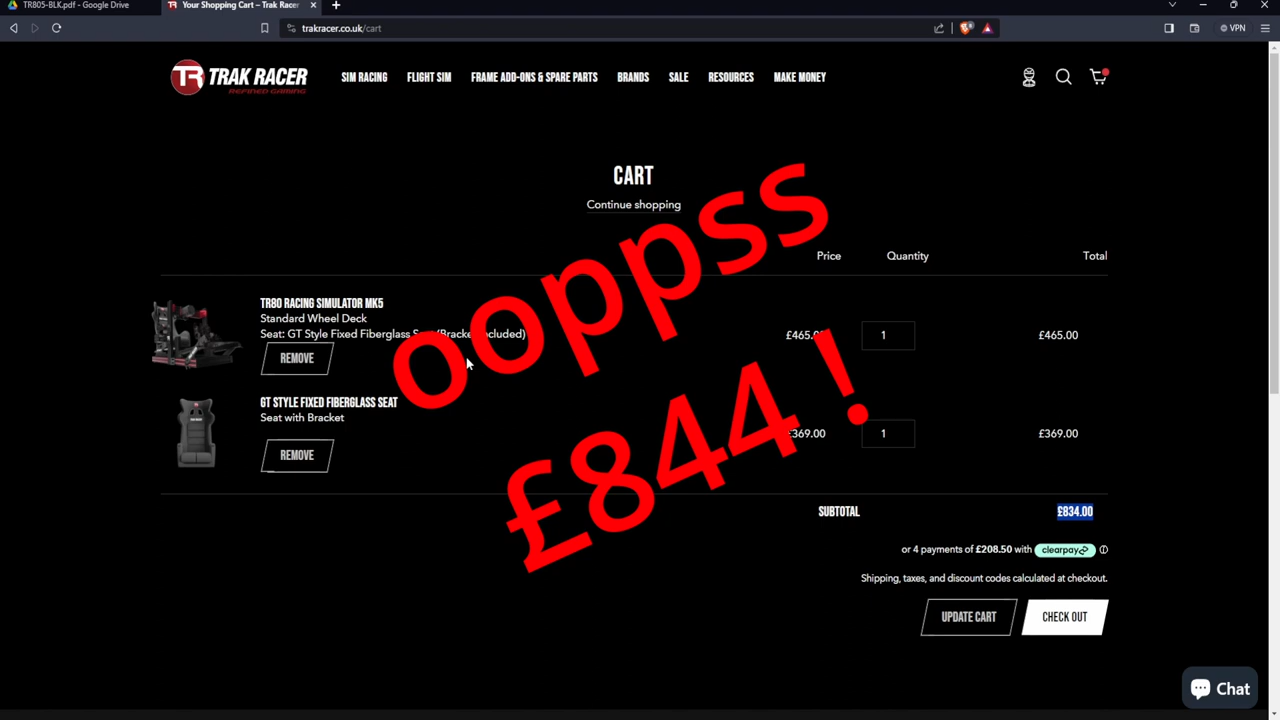 TR805-BLK.pdf - Google Drive
Your Shopping Cart – Trak Racer
trakracer.co.uk/cart
VPN
TRAK RACER
REFINED GAMING
SIM RACING
FLIGHT SIM
FRAME ADD-ONS & SPARE PARTS
BRANDS
SALE
RESOURCES
MAKE MONEY
CART
Continue shopping
Price
Quantity
Total
TR80 RACING SIMULATOR MK5
Standard Wheel Deck
Seat: GT Style Fixed Fiberglass included)
REMOVE
£465.00
1
£465.00
GT STYLE FIXED FIBERGLASS SEAT
Seat with Bracket
REMOVE
£369.00
1
£369.00
ooppss
£844 !
SUBTOTAL
£834.00
or 4 payments of £208.50 with clearpay
Shipping, taxes, and discount codes calculated at checkout.
UPDATE CART
CHECK OUT
Chat